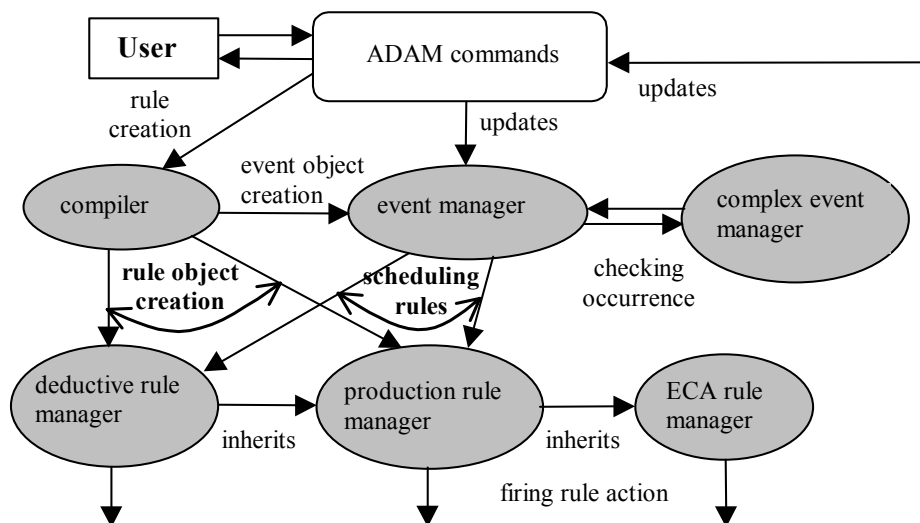 User
ADAM commands
updates
rule
creation
updates
event object
creation
compiler
event manager
complex event
manager
checking
occurrence
rule object
creation
scheduling
rules
deductive rule
manager
production rule
manager
ECA rule
manager
inherits
inherits
firing rule action